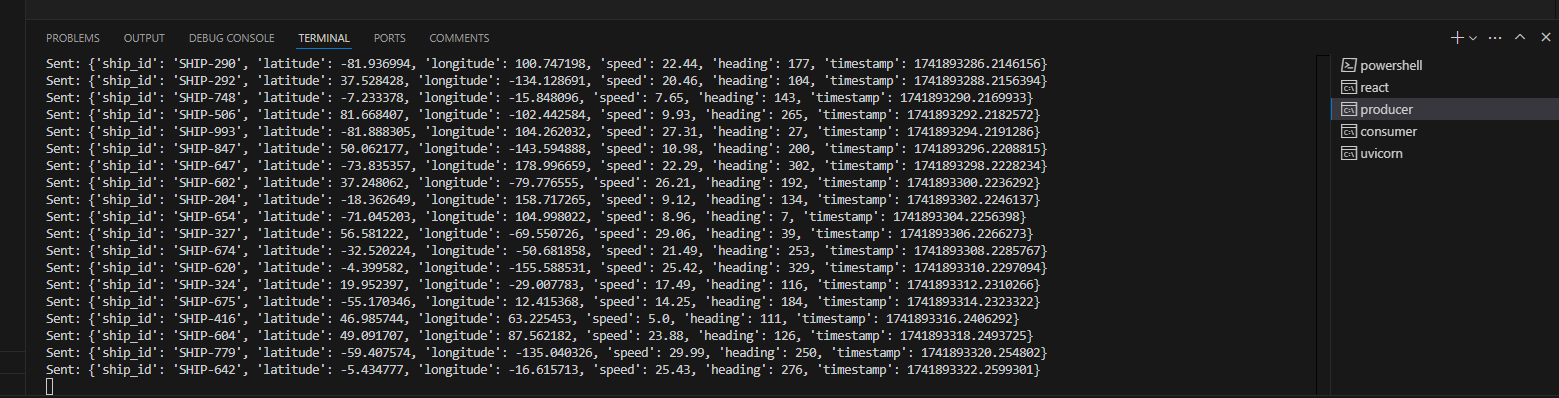 PROBLEMS OUTPUT DEBUG CONSOLE TERMINAL PORTS COMMENTS
Sent: {'ship_id': 'SHIP-290', 'latitude': -81.936994, 'longitude': 100.747198, 'speed': 22.44, 'heading': 177, 'timestamp': 1741893286.2146156}
Sent: {'ship_id': 'SHIP-292', 'latitude': 37.528428, 'longitude': -134.128691, 'speed': 20.46, 'heading': 104, 'timestamp': 1741893288.2156394}
Sent: {'ship_id': 'SHIP-748', 'latitude': -7.233378, 'longitude': -15.848096, 'speed': 7.65, 'heading': 143, 'timestamp': 1741893290.2169933}
Sent: {'ship_id': 'SHIP-506', 'latitude': 81.668407, 'longitude': -102.442584, 'speed': 9.93, 'heading': 265, 'timestamp': 1741893292.2182572}
Sent: {'ship_id': 'SHIP-993', 'latitude': -81.888305, 'longitude': 104.262032, 'speed': 27.31, 'heading': 27, 'timestamp': 1741893294.2191286}
Sent: {'ship_id': 'SHIP-847', 'latitude': 50.062177, 'longitude': -143.594888, 'speed': 10.98, 'heading': 200, 'timestamp': 1741893296.2208815}
Sent: {'ship_id': 'SHIP-647', 'latitude': -73.835357, 'longitude': 178.996659, 'speed': 22.29, 'heading': 302, 'timestamp': 1741893298.2228234}
Sent: {'ship_id': 'SHIP-602', 'latitude': 37.248062, 'longitude': -79.776555, 'speed': 26.21, 'heading': 192, 'timestamp': 1741893300.2236292}
Sent: {'ship_id': 'SHIP-204', 'latitude': -18.362649, 'longitude': 158.717265, 'speed': 9.12, 'heading': 134, 'timestamp': 1741893302.2246137}
Sent: {'ship_id': 'SHIP-654', 'latitude': -71.045203, 'longitude': 104.998022, 'speed': 8.96, 'heading': 7, 'timestamp': 1741893304.2256398}
Sent: {'ship_id': 'SHIP-327', 'latitude': 56.581222, 'longitude': -69.550726, 'speed': 29.06, 'heading': 39, 'timestamp': 1741893306.2266273}
Sent: {'ship_id': 'SHIP-674', 'latitude': -32.520224, 'longitude': -50.681858, 'speed': 21.49, 'heading': 253, 'timestamp': 1741893308.2285767}
Sent: {'ship_id': 'SHIP-620', 'latitude': -4.399582, 'longitude': -155.588531, 'speed': 25.42, 'heading': 329, 'timestamp': 1741893310.2297094}
Sent: {'ship_id': 'SHIP-324', 'latitude': 19.952397, 'longitude': -29.007783, 'speed': 17.49, 'heading': 116, 'timestamp': 1741893312.2310266}
Sent: {'ship_id': 'SHIP-675', 'latitude': -55.170346, 'longitude': 12.415368, 'speed': 14.25, 'heading': 184, 'timestamp': 1741893314.2323322}
Sent: {'ship_id': 'SHIP-416', 'latitude': 46.985744, 'longitude': 63.225453, 'speed': 5.0, 'heading': 111, 'timestamp': 1741893316.2406292}
Sent: {'ship_id': 'SHIP-604', 'latitude': 49.091707, 'longitude': 87.562182, 'speed': 23.88, 'heading': 126, 'timestamp': 1741893318.2493725}
Sent: {'ship_id': 'SHIP-779', 'latitude': -59.407574, 'longitude': -135.040326, 'speed': 29.99, 'heading': 250, 'timestamp': 1741893320.254802}
Sent: {'ship_id': 'SHIP-642', 'latitude': -5.434777, 'longitude': -16.615713, 'speed': 25.43, 'heading': 276, 'timestamp': 1741893322.2599301}
powershell
react
producer
consumer
uvicorn